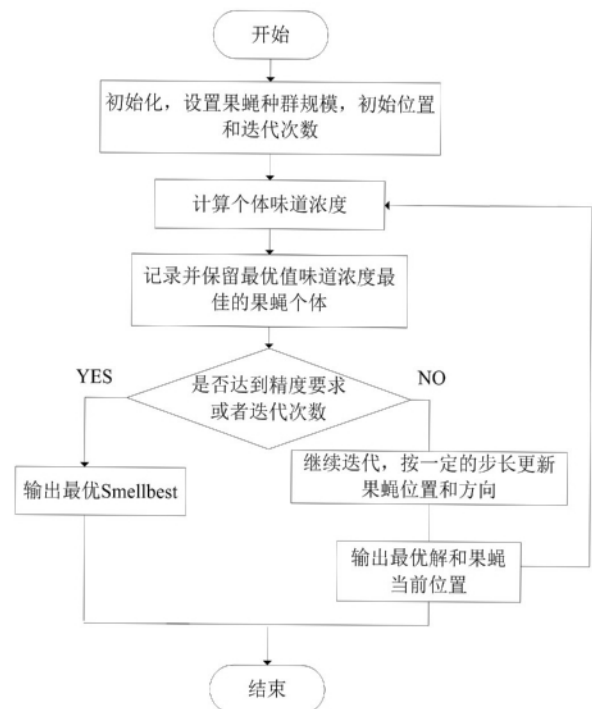 开始
初始化，设置果蝇种群规模，初始位置
和迭代次数
计算个体味道浓度
记录并保留最优值味道浓度最
佳的果蝇个体
YES
是否达到精度要求
或者迭代次数
NO
输出最优Smellbest
继续迭代，按一定的步长更新
果蝇位置和方向
输出最优解和果蝇
当前位置
结束